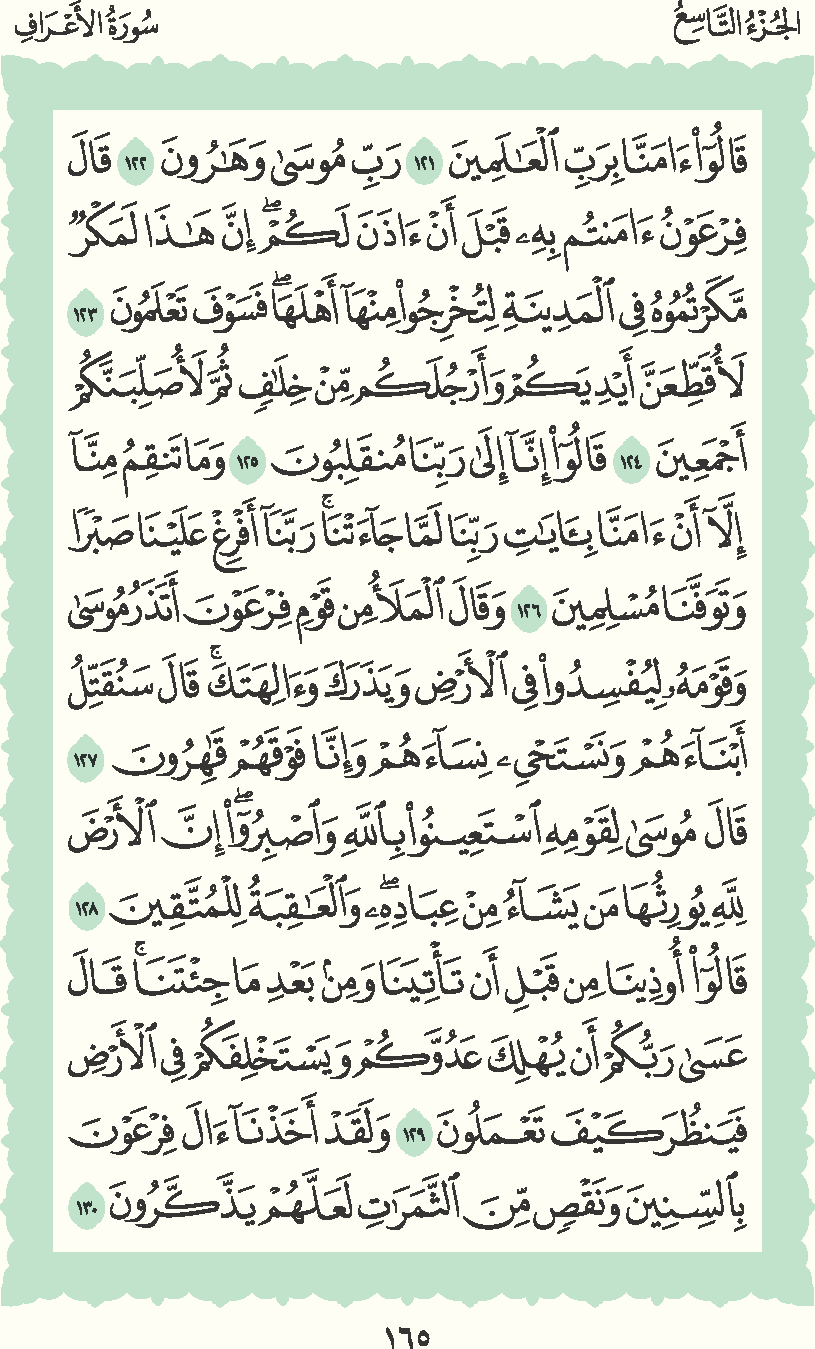 الجُزْءُ التَّاسِعُ
سُورَةُ الأَعْرَافِ
قَالُوٓا۟ ءَامَنَّا بِرَبِّ ٱلْعَـٰلَمِينَ ١٢١ رَبِّ مُوسَىٰ وَهَـٰرُونَ ١٢٢ قَالَ
فِرْعَوْنُ ءَامَنتُم بِهِۦ قَبْلَ أَنْ ءَاذَنَ لَكُمْ ۖ إِنَّ هَـٰذَا لَمَكْرٌ
مَّكَرْتُمُوهُ فِى ٱلْمَدِينَةِ لِتُخْرِجُوا۟ مِنْهَآ أَهْلَهَا ۖ فَسَوْفَ تَعْلَمُونَ ١٢٣
لَأُقَطِّعَنَّ أَيْدِيَكُمْ وَأَرْجُلَكُم مِّنْ خِلَـٰفٍ ثُمَّ لَأُصَلِّبَنَّكُمْ
أَجْمَعِينَ ١٢٤ قَالُوٓا۟ إِنَّآ إِلَىٰ رَبِّنَا مُنقَلِبُونَ ١٢٥ وَمَا تَنقِمُ مِنَّآ
إِلَّآ أَنْ ءَامَنَّا بِـَٔايَـٰتِ رَبِّنَا لَمَّا جَآءَتْنَا ۚ رَبَّنَآ أَفْرِغْ عَلَيْنَا صَبْرًا
وَتَوَفَّنَا مُسْلِمِينَ ١٢٦ وَقَالَ ٱلْمَلَأُ مِن قَوْمِ فِرْعَوْنَ أَتَذَرُ مُوسَىٰ
وَقَوْمَهُۥ لِيُفْسِدُوا۟ فِى ٱلْأَرْضِ وَيَذَرَكَ وَءَالِهَتَكَ ۚ قَالَ سَنُقَتِّلُ
أَبْنَآءَهُمْ وَنَسْتَحْىِۦ نِسَآءَهُمْ وَإِنَّا فَوْقَهُمْ قَـٰهِرُونَ ١٢٧
قَالَ مُوسَىٰ لِقَوْمِهِ ٱسْتَعِينُوا۟ بِٱللَّهِ وَٱصْبِرُوٓا۟ ۖ إِنَّ ٱلْأَرْضَ
لِلَّهِ يُورِثُهَا مَن يَشَآءُ مِنْ عِبَادِهِۦ ۖ وَٱلْعَـٰقِبَةُ لِلْمُتَّقِينَ ١٢٨
قَالُوٓا۟ أُوذِينَا مِن قَبْلِ أَن تَأْتِيَنَا وَمِنۢ بَعْدِ مَا جِئْتَنَا ۚ قَالَ
عَسَىٰ رَبُّكُمْ أَن يُهْلِكَ عَدُوَّكُمْ وَيَسْتَخْلِفَكُمْ فِى ٱلْأَرْضِ
فَيَنظُرَ كَيْفَ تَعْمَلُونَ ١٢٩ وَلَقَدْ أَخَذْنَآ ءَالَ فِرْعَوْنَ
بِٱلسِّنِينَ وَنَقْصٍ مِّنَ ٱلثَّمَرَٰتِ لَعَلَّهُمْ يَذَّكَّرُونَ ١٣٠
١٦٥